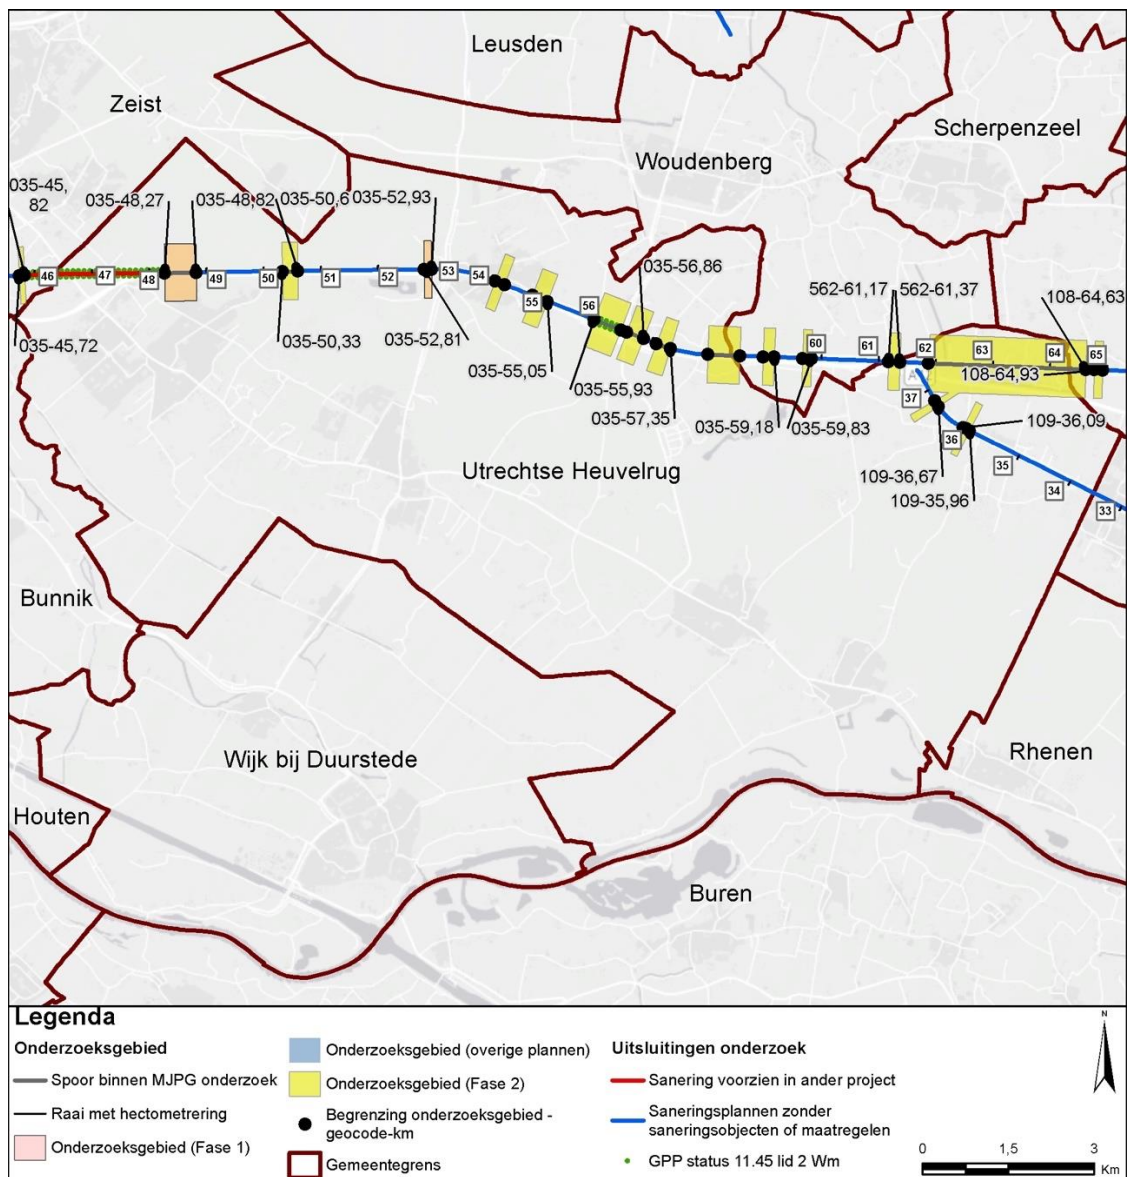 Leusden
Zeist
Scherpenzeel
Woudenberg
035-45,
82
035-48,27
035-48,82
035-50,6
035-52,93
46
47
48
49
50
51
52
53
54
55
56
60
61
62
63
64
65
035-56,86
562-61,17
562-61,37
108-64,63
108-64,93
035-45,72
035-50,33
035-52,81
035-55,05
035-55,93
035-57,35
035-59,18
035-59,83
37
36
35
34
33
109-36,09
109-36,67
109-35,96
Utrechtse Heuvelrug
Bunnik
Wijk bij Duurstede
Rhenen
Houten
Buren
Legenda
Onderzoeksgebied
Spoor binnen MJPG onderzoek
Raai met hectometrering
Onderzoeksgebied (Fase 1)
Onderzoeksgebied (overige plannen)
Onderzoeksgebied (Fase 2)
Begrenzing onderzoeksgebied -
geocode-km
Gemeentegrens
Uitsluitingen onderzoek
Sanering voorzien in ander project
Saneringsplannen zonder
saneringsobjecten of maatregelen
GPP status 11.45 lid 2 Wm
N
0 1,5 3
Km